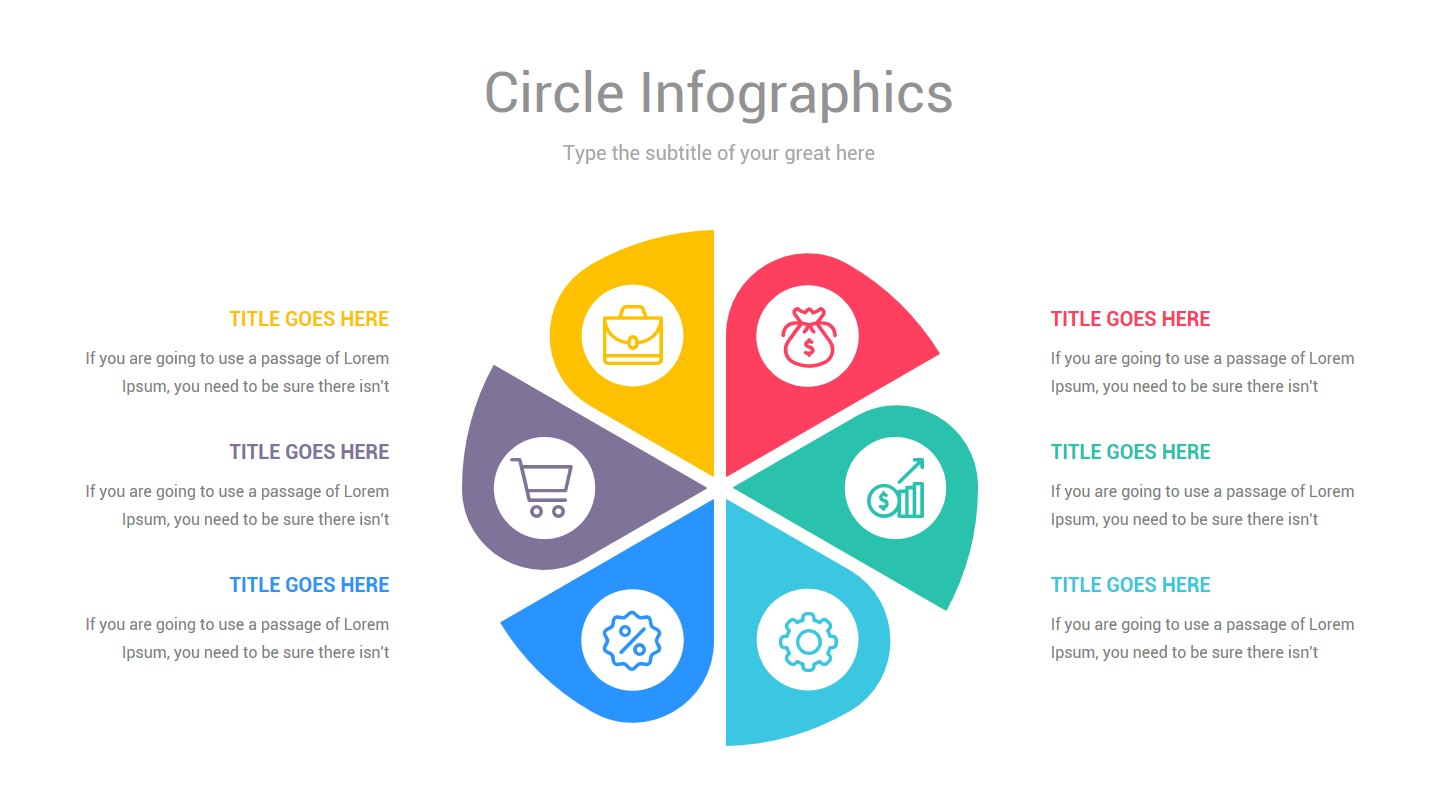 Circle Infographics
Type the subtitle of your great here
TITLE GOES HERE
If you are going to use a passage of Lorem
Ipsum, you need to be sure there isn't
TITLE GOES HERE
If you are going to use a passage of Lorem
Ipsum, you need to be sure there isn't
TITLE GOES HERE
If you are going to use a passage of Lorem
Ipsum, you need to be sure there isn't
$
$
%
TITLE GOES HERE
If you are going to use a passage of Lorem
Ipsum, you need to be sure there isn't
TITLE GOES HERE
If you are going to use a passage of Lorem
Ipsum, you need to be sure there isn't
TITLE GOES HERE
If you are going to use a passage of Lorem
Ipsum, you need to be sure there isn't